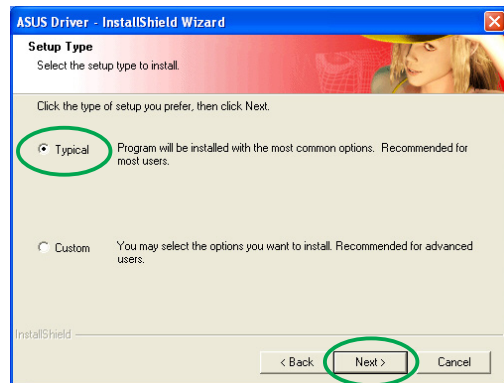 ASUS Driver - InstallShield Wizard
Setup Type
Select the setup type to install.
Click the type of setup you prefer, then click Next.
Typical
Program will be installed with the most common options. Recommended for
most users.
Custom
You may select the options you want to install. Recommended for advanced
users.
InstallShield
< Back
Next >
Cancel